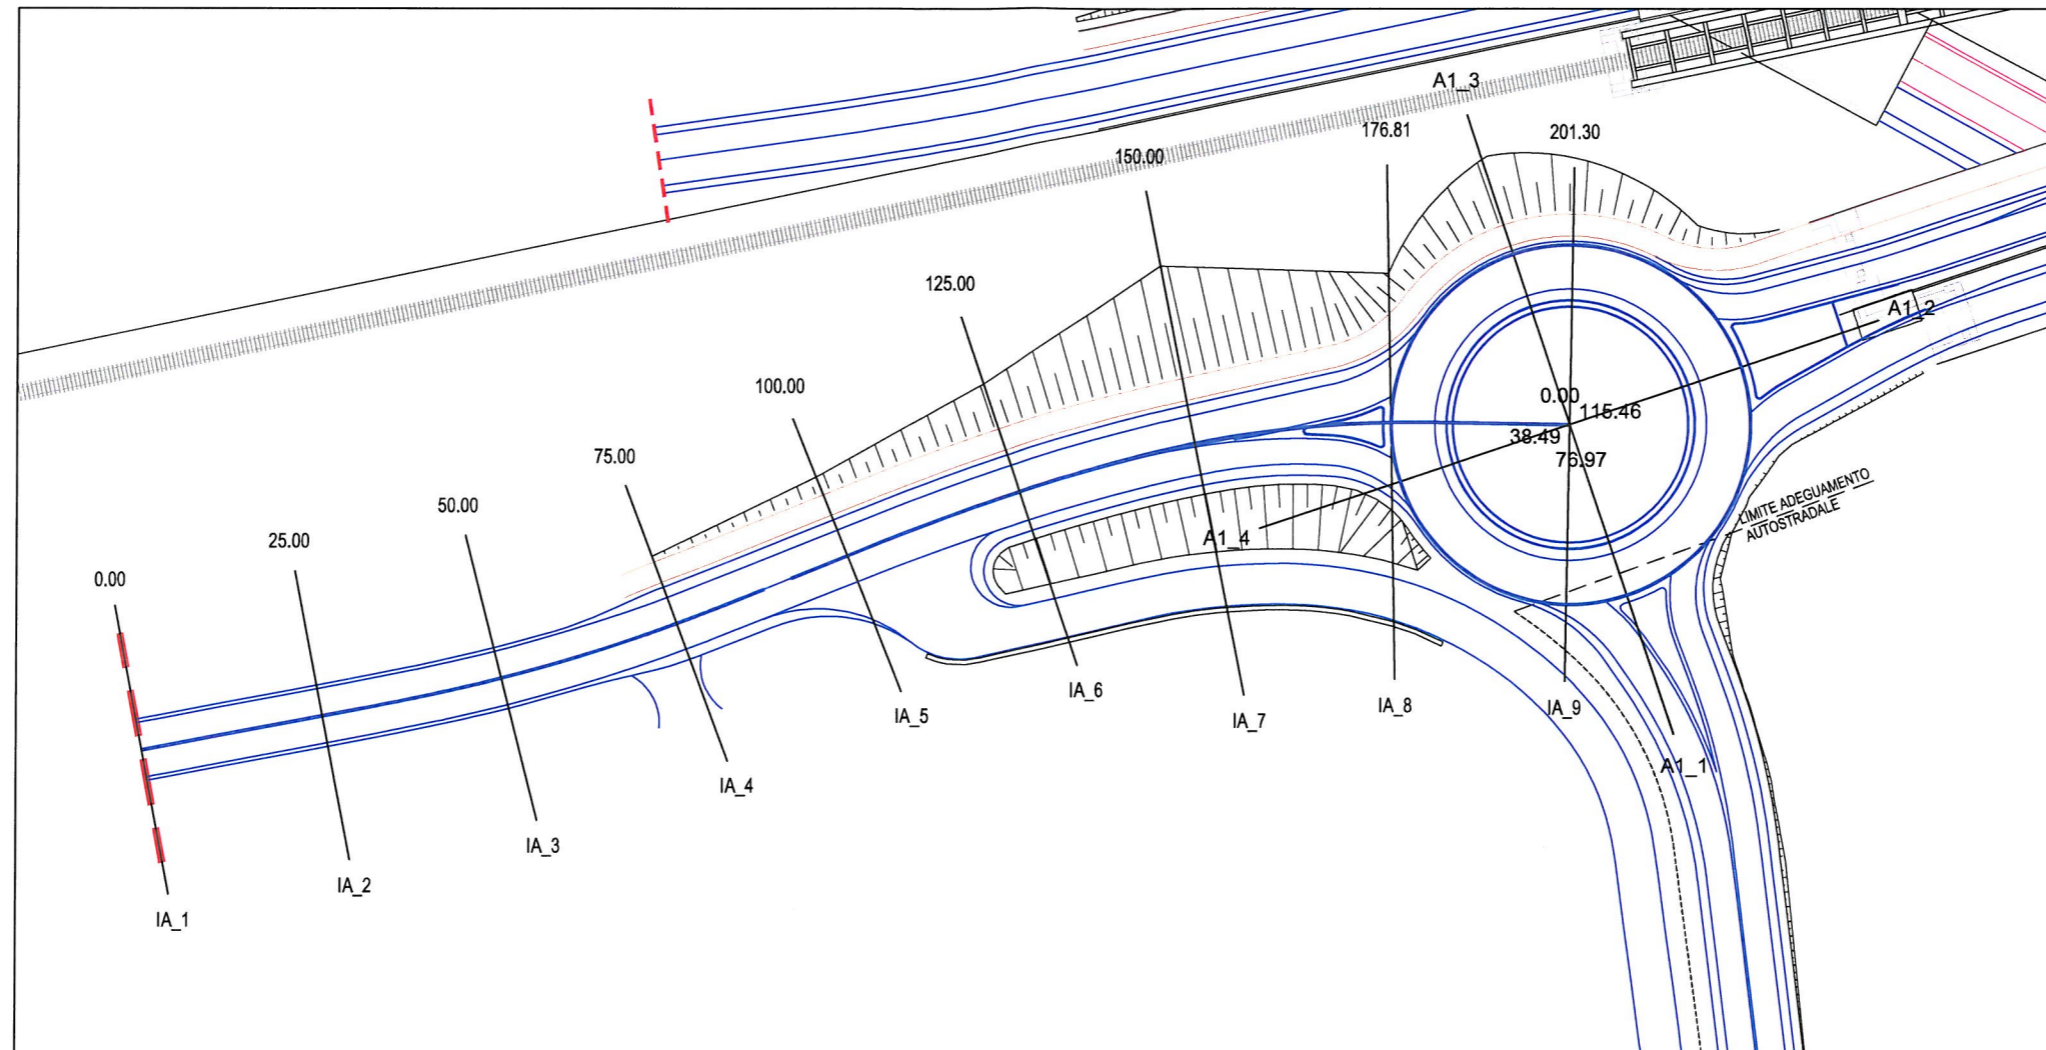 A1_3
176.81
201.30
150.00
125.00
100.00
75.00
50.00
25.00
0.00
A1_2
0.00
115.46
38.49
76.97
LIMITE ADEGUAMENTO
AUTOSTRADALE
A1_4
A1_1
IA_1
IA_2
IA_3
IA_4
IA_5
IA_6
IA_7
IA_8
IA_9